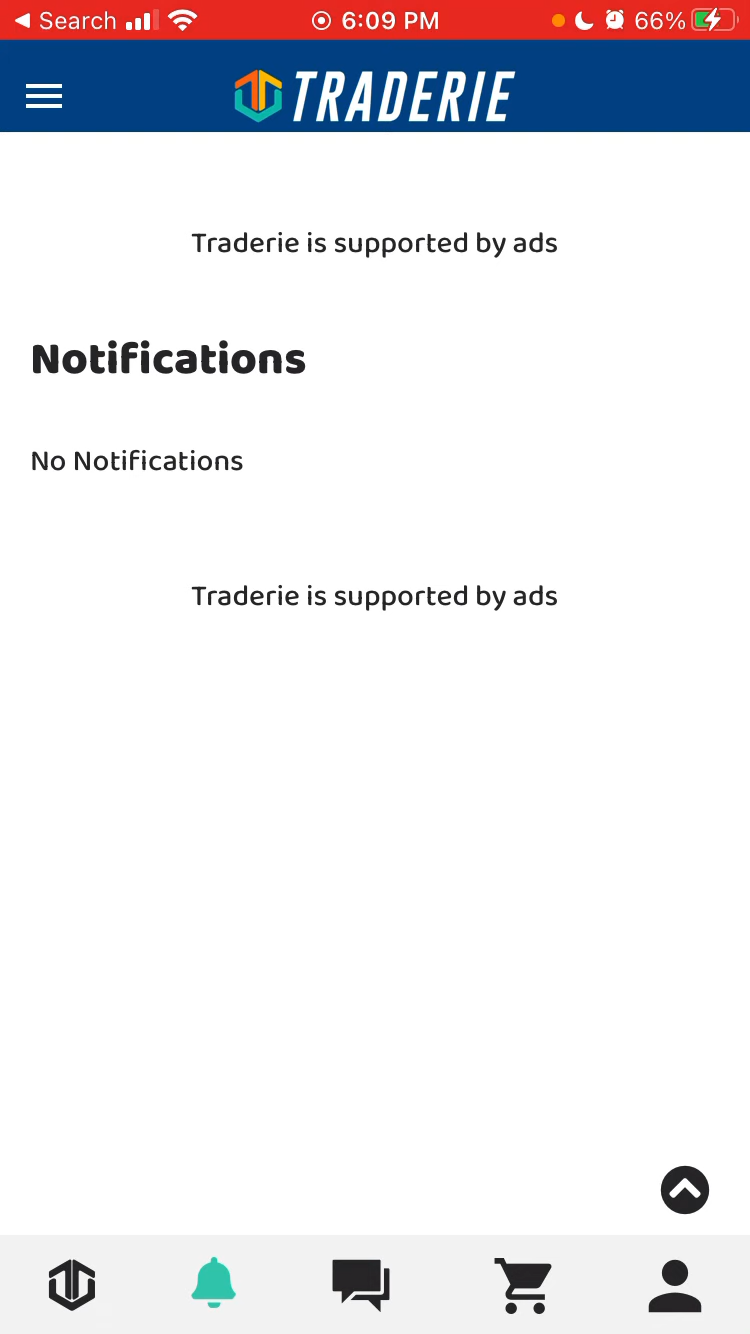 Search
6:09 PM
66%
TRADERIE
Traderie is supported by ads
Notifications
No Notifications
Traderie is supported by ads